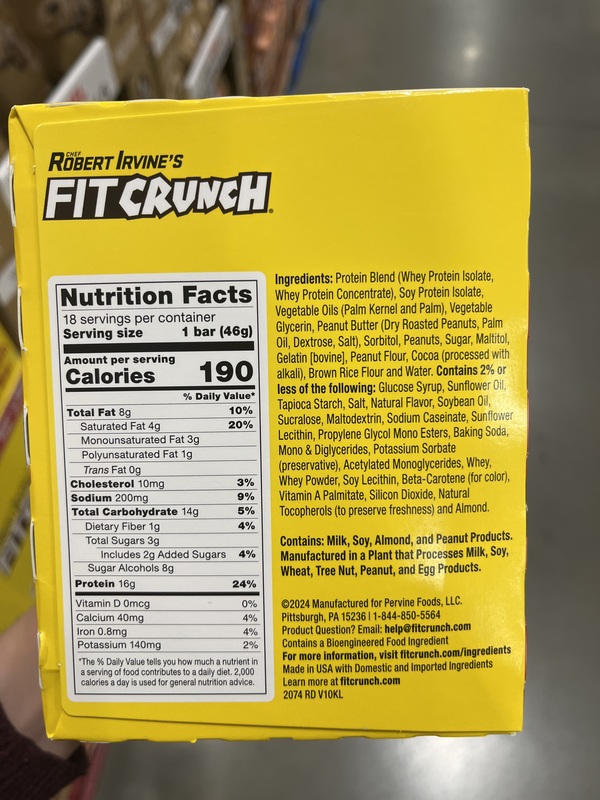 CHEF
ROBERT IRVINE'S
FITCRUNCH®
Nutrition Facts
18 servings per container
Serving size 1 bar (46g)
Amount per serving
Calories 190
% Daily Value*
Total Fat 8g 10%
Saturated Fat 4g 20%
Monounsaturated Fat 3g
Polyunsaturated Fat 1g
Trans Fat 0g
Cholesterol 10mg 3%
Sodium 200mg 9%
Total Carbohydrate 14g 5%
Dietary Fiber 1g 4%
Total Sugars 3g
Includes 2g Added Sugars 4%
Sugar Alcohols 8g
Protein 16g 24%
Vitamin D 0mcg 0%
Calcium 40mg 4%
Iron 0.8mg 4%
Potassium 140mg 2%
*The % Daily Value tells you how much a nutrient in
a serving of food contributes to a daily diet. 2,000
calories a day is used for general nutrition advice.
Ingredients: Protein Blend (Whey Protein Isolate,
Whey Protein Concentrate), Soy Protein Isolate,
Vegetable Oils (Palm Kernel and Palm), Vegetable
Glycerin, Peanut Butter (Dry Roasted Peanuts, Palm
Oil, Dextrose, Salt), Sorbitol, Peanuts, Sugar, Maltitol,
Gelatin [bovine], Peanut Flour, Cocoa (processed with
alkali), Brown Rice Flour and Water. Contains 2% or
less of the following: Glucose Syrup, Sunflower Oil,
Tapioca Starch, Salt, Natural Flavor, Soybean Oil,
Sucralose, Maltodextrin, Sodium Caseinate, Sunflower
Lecithin, Propylene Glycol Mono Esters, Baking Soda,
Mono & Diglycerides, Potassium Sorbate
(preservative), Acetylated Monoglycerides, Whey,
Whey Powder, Soy Lecithin, Beta-Carotene (for color),
Vitamin A Palmitate, Silicon Dioxide, Natural
Tocopherols (to preserve freshness) and Almond.
Contains: Milk, Soy, Almond, and Peanut Products.
Manufactured in a Plant that Processes Milk, Soy,
Wheat, Tree Nut, Peanut, and Egg Products.
©2024 Manufactured for Pervine Foods, LLC.
Pittsburgh, PA 15236 | 1-844-850-5564
Product Question? Email: help@fitcrunch.com
Contains a Bioengineered Food Ingredient
For more information, visit fitcrunch.com/ingredients
Made in USA with Domestic and Imported Ingredients
Learn more at fitcrunch.com
2074 RD V10KL